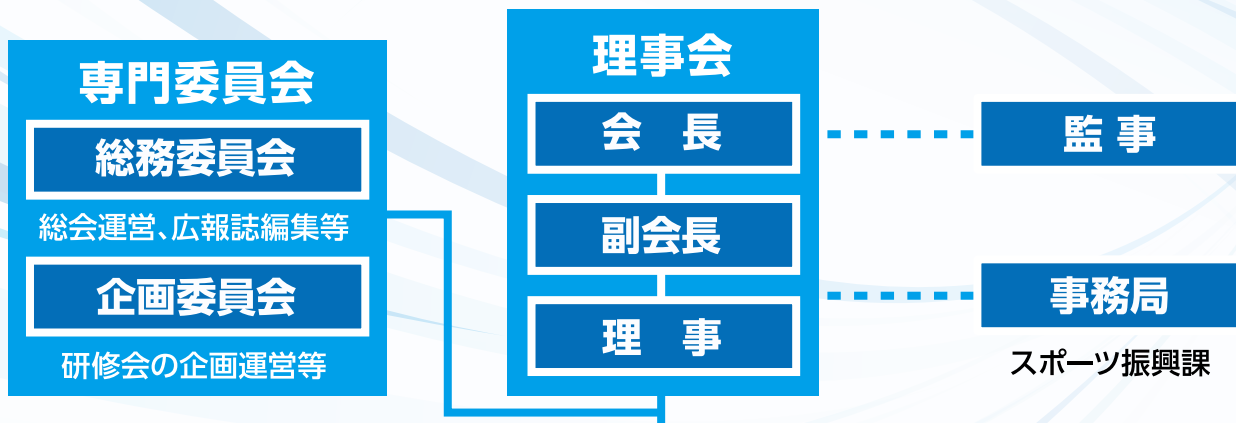 専門委員会
総務委員会
総会運営、広報誌編集等
企画委員会
研修会の企画運営等
理事会
会　長
副会長
理　事
監 事
事務局
スポーツ振興課